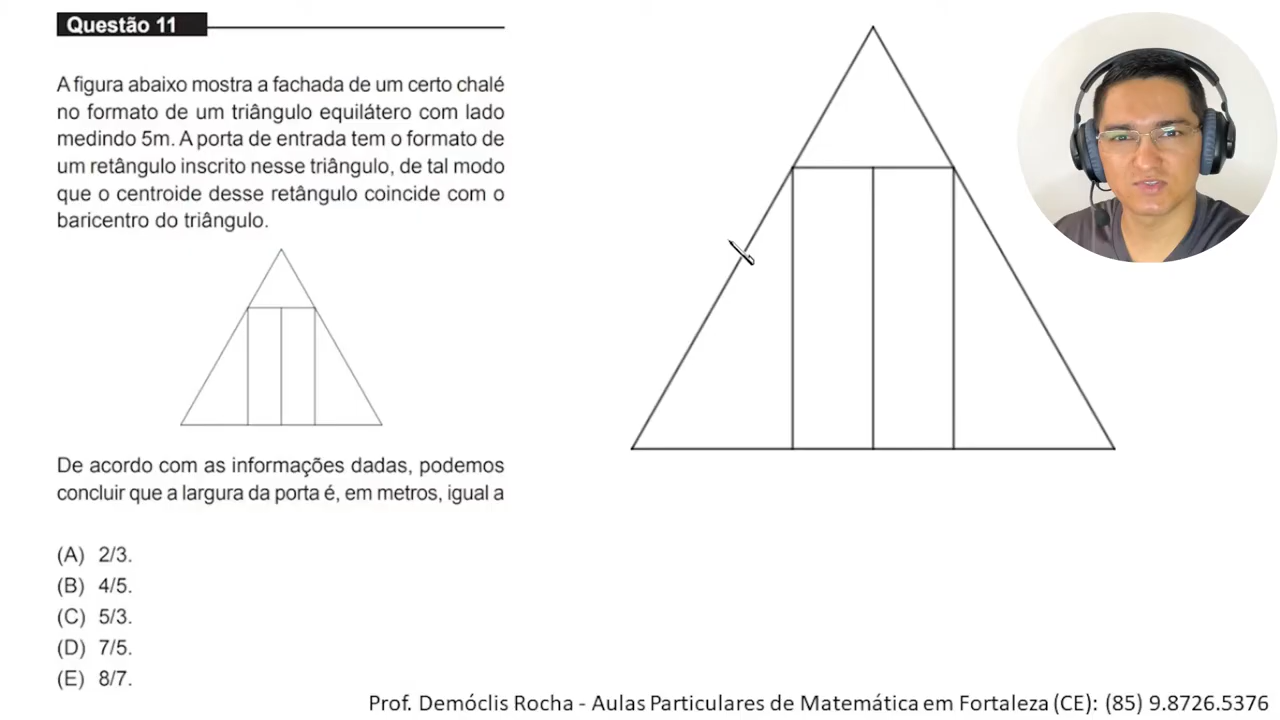 Questão 11
A figura abaixo mostra a fachada de um certo chalé
no formato de um triângulo equilátero com lado
medindo 5m. A porta de entrada tem o formato de
um retângulo inscrito nesse triângulo, de tal modo
que o centroide desse retângulo coincide com o
baricentro do triângulo.
De acordo com as informações dadas, podemos
concluir que a largura da porta é, em metros, igual a
(A) 2/3.
(B) 4/5.
(C) 5/3.
(D) 7/5.
(E) 8/7.
Prof. Demóclis Rocha - Aulas Particulares de Matemática em Fortaleza (CE): (85) 9.8726.5376